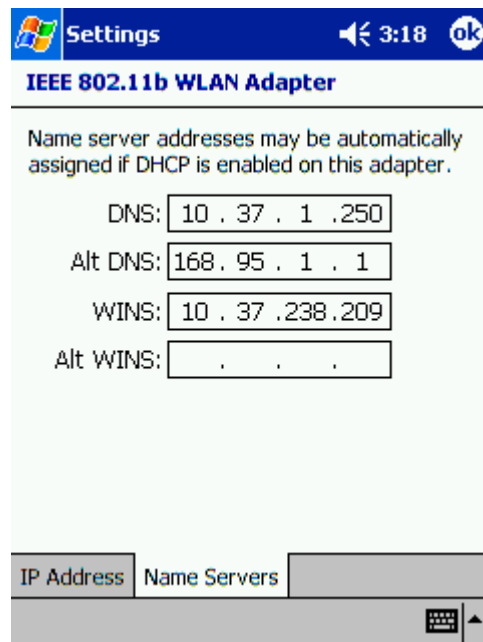 Settings 3:18 ok
IEEE 802.11b WLAN Adapter
Name server addresses may be automatically
assigned if DHCP is enabled on this adapter.
DNS: 10 . 37 . 1 .250
Alt DNS: 168. 95 . 1 . 1
WINS: 10 . 37 .238.209
Alt WINS: . . .
IP Address Name Servers